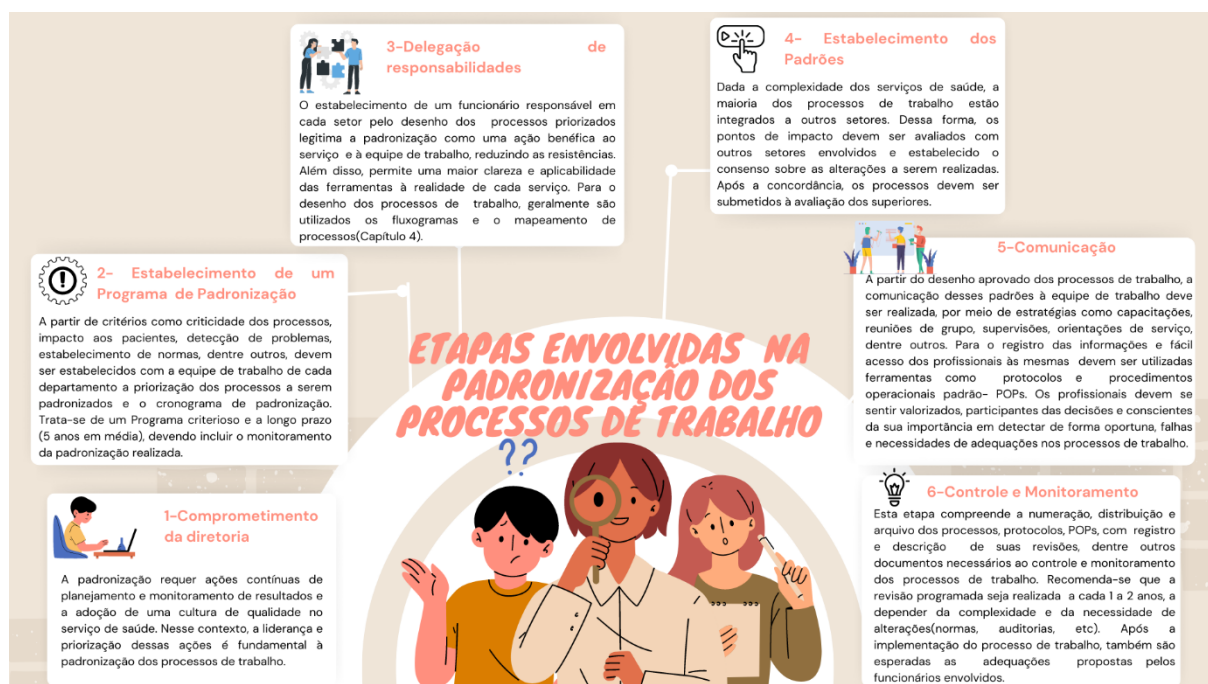 ETAPAS ENVOLVIDAS NA
PADRONIZAÇÃO DOS
PROCESSOS DE TRABALHO
??
1-Comprometimento
da diretoria
A padronização requer ações contínuas de
planejamento e monitoramento de resultados e
a adoção de uma cultura de qualidade no
serviço de saúde. Nesse contexto, a liderança e
priorização dessas ações é fundamental à
padronização dos processos de trabalho.
2- Estabelecimento de um
Programa de Padronização
A partir de critérios como criticidade dos processos,
impacto aos pacientes, detecção de problemas,
estabelecimento de normas, dentre outros, devem
ser estabelecidos com a equipe de trabalho de cada
departamento a priorização dos processos a serem
padronizados e o cronograma de padronização.
Trata-se de um Programa criterioso e a longo prazo
(5 anos em média), devendo incluir o monitoramento
da padronização realizada.
3-Delegação de
responsabilidades
O estabelecimento de um funcionário responsável em
cada setor pelo desenho dos processos priorizados
legitima a padronização como uma ação benéfica ao
serviço e à equipe de trabalho, reduzindo as resistências.
Além disso, permite uma maior clareza e aplicabilidade
das ferramentas à realidade de cada serviço. Para o
desenho dos processos de trabalho, geralmente são
utilizados os fluxogramas e o mapeamento de
processos(Capítulo 4).
4- Estabelecimento dos
Padrões
Dada a complexidade dos serviços de saúde, a
maioria dos processos de trabalho estão
integrados a outros setores. Dessa forma, os
pontos de impacto devem ser avaliados com
outros setores envolvidos e estabelecido o
consenso sobre as alterações a serem realizadas.
Após a concordância, os processos devem ser
submetidos à avaliação dos superiores.
5-Comunicação
A partir do desenho aprovado dos processos de trabalho, a
comunicação desses padrões à equipe de trabalho deve
ser realizada, por meio de estratégias como capacitações,
reuniões de grupo, supervisões, orientações de serviço,
dentre outros. Para o registro das informações e fácil
acesso dos profissionais às mesmas devem ser utilizadas
ferramentas como protocolos e procedimentos
operacionais padrão- POPs. Os profissionais devem se
sentir valorizados, participantes das decisões e conscientes
da sua importância em detectar de forma oportuna, falhas
e necessidades de adequações nos processos de trabalho.
6-Controle e Monitoramento
Esta etapa compreende a numeração, distribuição e
arquivo dos processos, protocolos, POPs, com registro
e descrição de suas revisões, dentre outros
documentos necessários ao controle e monitoramento
dos processos de trabalho. Recomenda-se que a
revisão programada seja realizada a cada 1 a 2 anos, a
depender da complexidade e da necessidade de
alterações(normas, auditorias, etc). Após a
implementação do processo de trabalho, também são
esperadas as adequações propostas pelos
funcionários envolvidos.